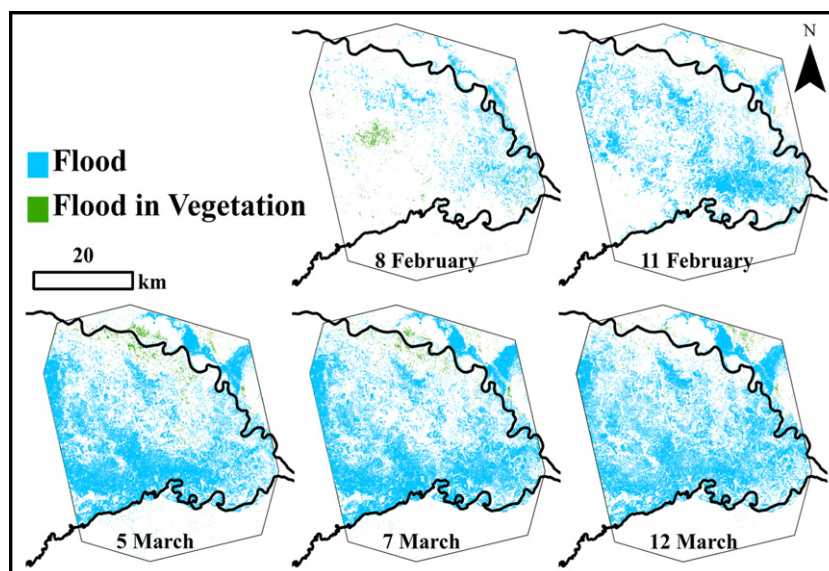 N
Flood
Flood in Vegetation
8 February
11 February
20
km
5 March
7 March
12 March